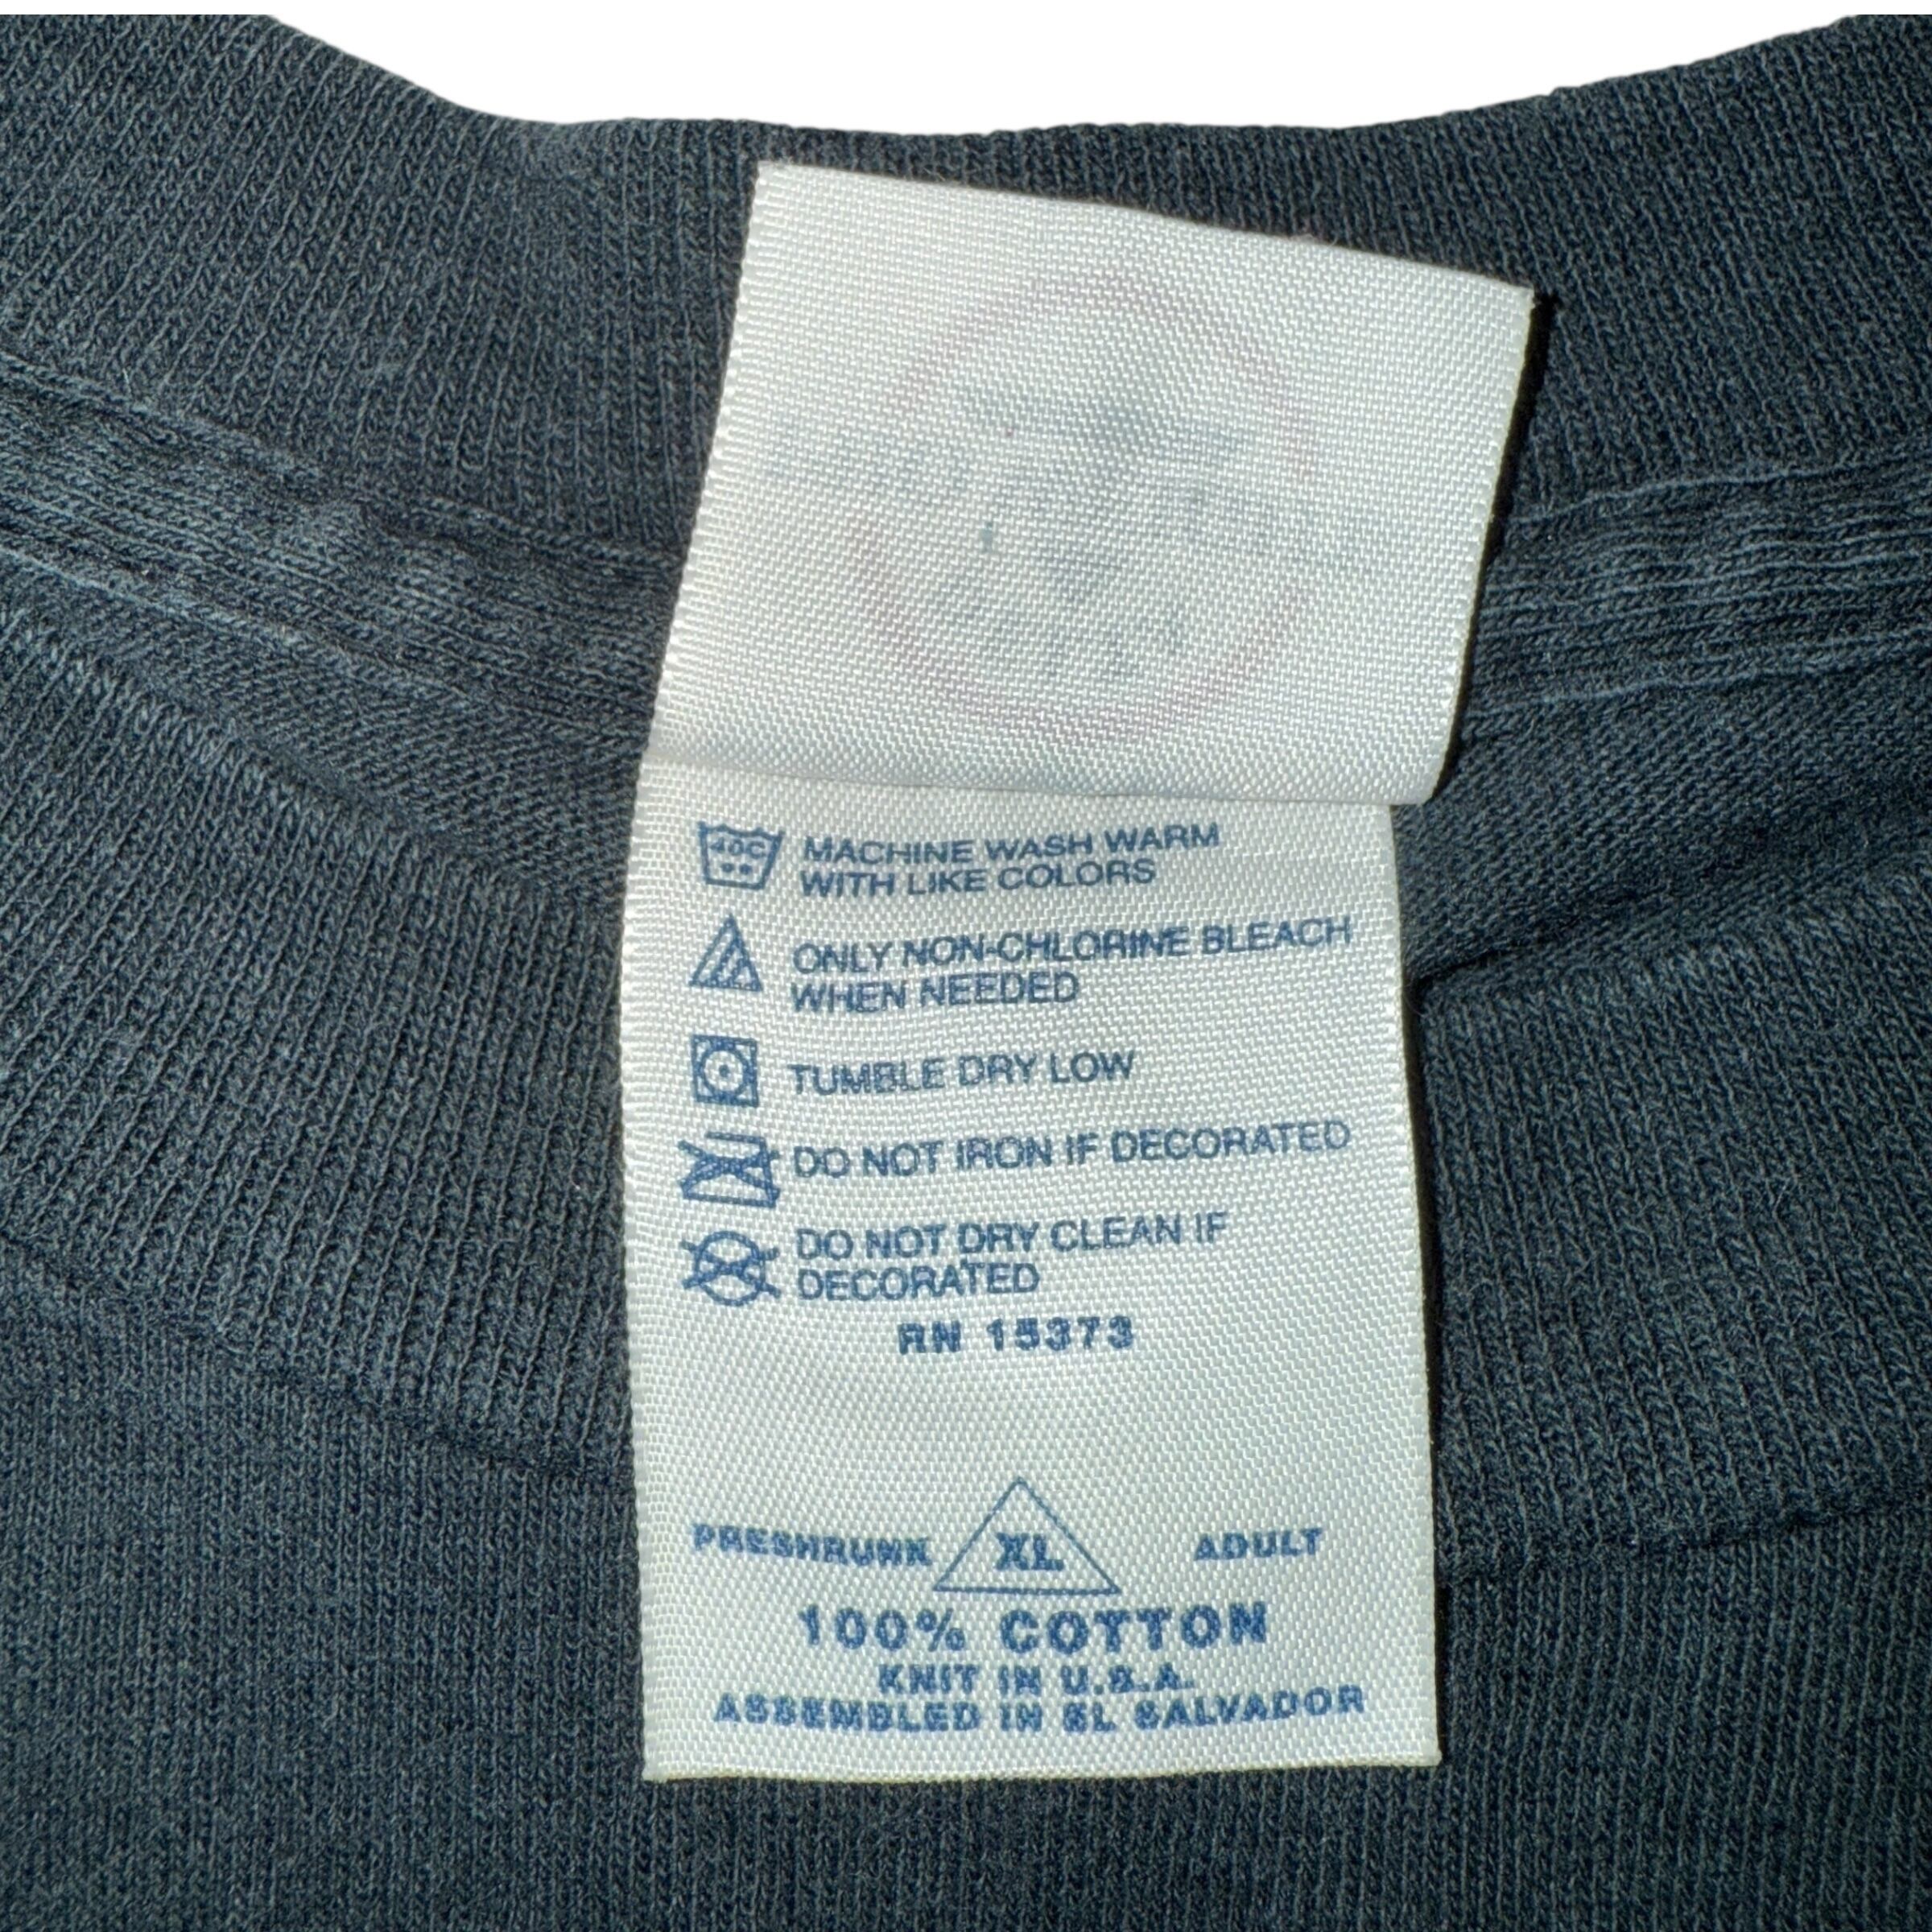 40C
MACHINE WASH WARM
WITH LIKE COLORS
ONLY NON-CHLORINE BLEACH
WHEN NEEDED
TUMBLE DRY LOW
DO NOT IRON IF DECORATED
DO NOT DRY CLEAN IF
DECORATED
RN 15373
PRESHRUNK XL ADULT
100% COTTON
KNIT IN U.S.A.
ASSEMBLED IN EL SALVADOR